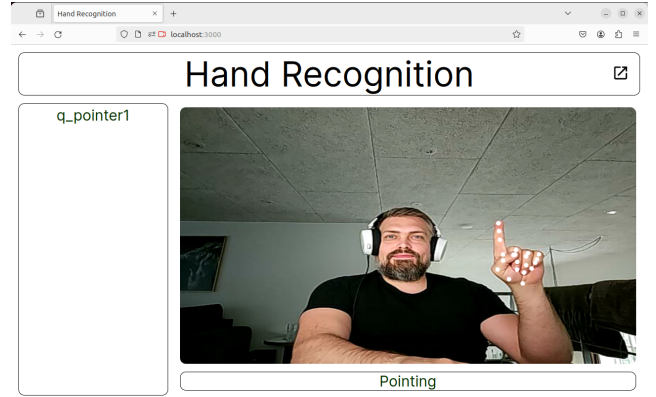 Hand Recognition
localhost:3000
Hand Recognition
q_pointer1
Pointing